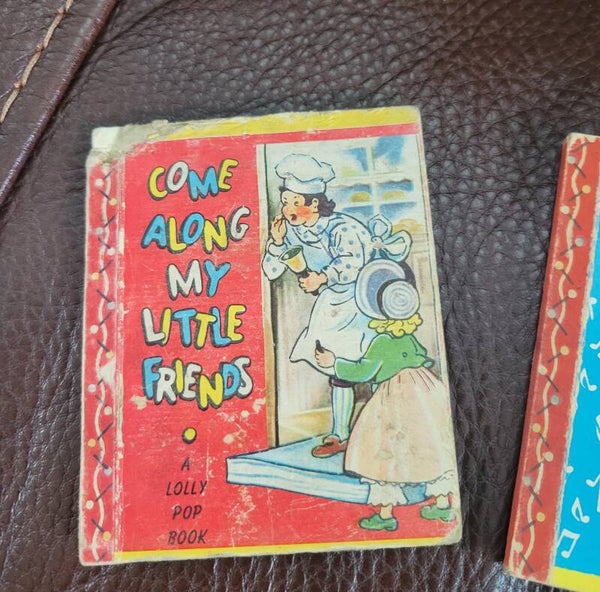 COME
ALONG
MY
LITTLE
FRIENDS
A
LOLLY
POP
BOOK